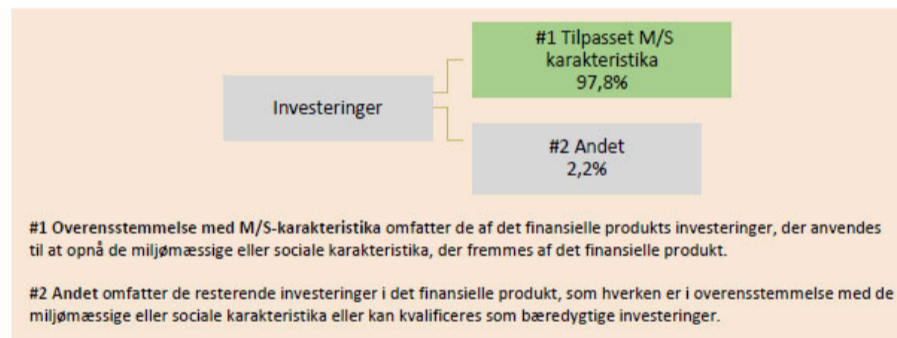 #1 Tilpasset M/S
karakteristika
97,8%
Investeringer
#2 Andet
2,2%
#1 Overensstemmelse med M/S-karakteristika omfatter de af det finansielle produkts investeringer, der anvendes
til at opnå de miljømæssige eller sociale karakteristika, der fremmes af det finansielle produkt.
#2 Andet omfatter de resterende investeringer i det finansielle produkt, som hverken er i overensstemmelse med de
miljømæssige eller sociale karakteristika eller kan kvalificeres som bæredygtige investeringer.